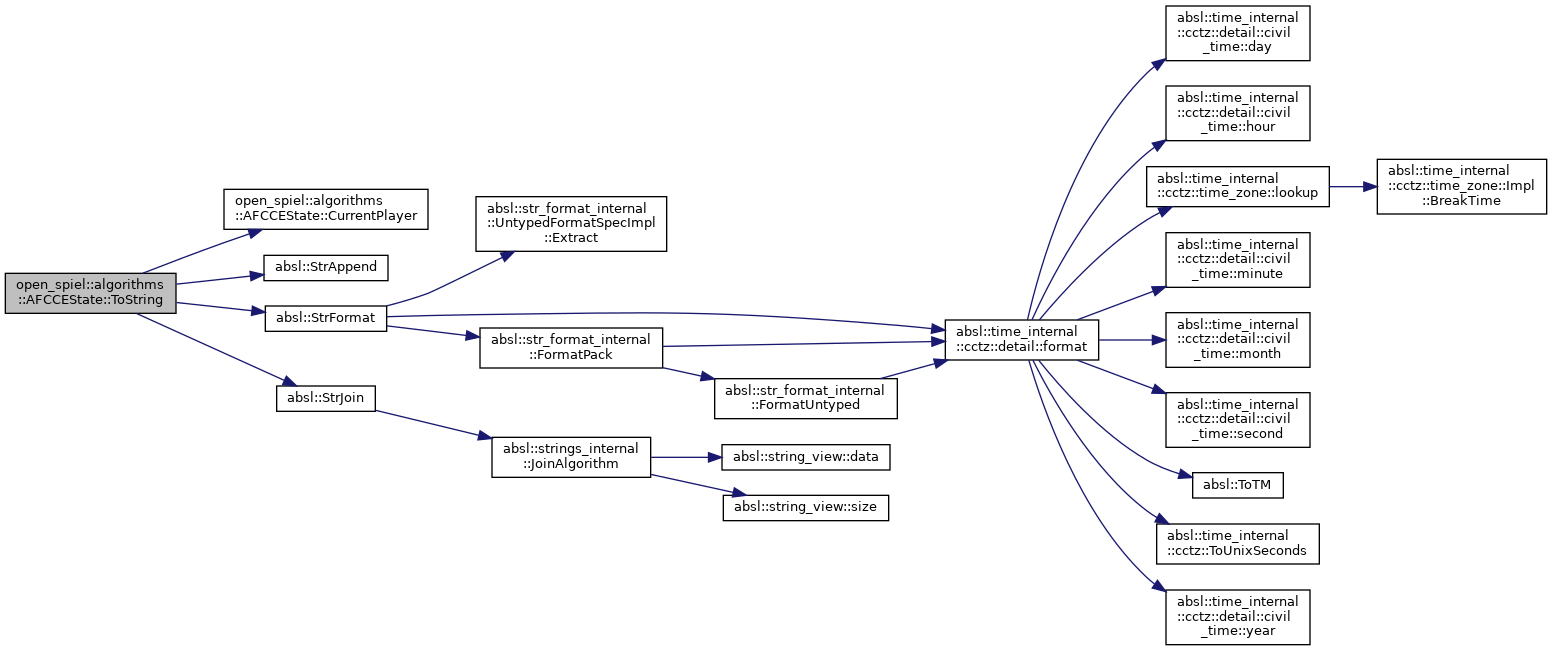 open_spiel::algorithms
::AFCCEState::ToString
open_spiel::algorithms
::AFCCEState::CurrentPlayer
absl::StrAppend
absl::StrFormat
absl::StrJoin
absl::str_format_internal
::UntypedFormatSpecImpl
::Extract
absl::str_format_internal
::FormatPack
absl::strings_internal
::JoinAlgorithm
absl::str_format_internal
::FormatUntyped
absl::string_view::data
absl::string_view::size
absl::time_internal
::cctz::detail::format
absl::time_internal
::cctz::detail::civil
_time::day
absl::time_internal
::cctz::detail::civil
_time::hour
absl::time_internal
::cctz::time_zone::lookup
absl::time_internal
::cctz::time_zone::Impl
::BreakTime
absl::time_internal
::cctz::detail::civil
_time::minute
absl::time_internal
::cctz::detail::civil
_time::month
absl::time_internal
::cctz::detail::civil
_time::second
absl::ToTM
absl::time_internal
::cctz::ToUnixSeconds
absl::time_internal
::cctz::detail::civil
_time::year